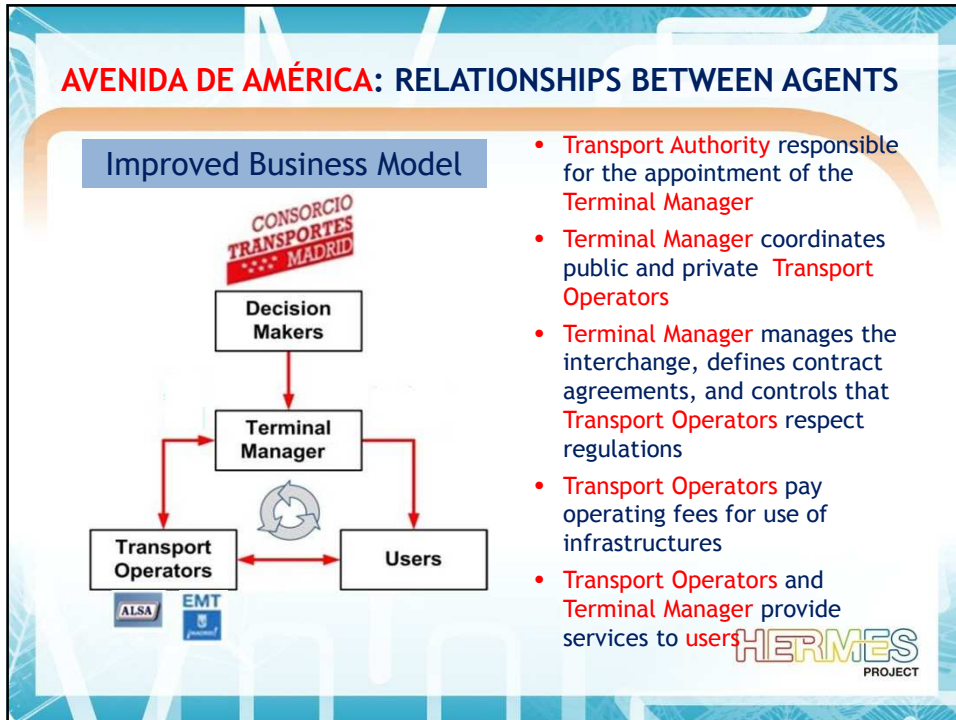 AVENIDA DE AMÉRICA: RELATIONSHIPS BETWEEN AGENTS
Improved Business Model
CONSORCIO
TRANSPORTES
MADRID
Decision
Makers
Terminal
Manager
Transport
Operators
Users
ALSA
EMT
¡MADRID!
• Transport Authority responsible
for the appointment of the
Terminal Manager
• Terminal Manager coordinates
public and private Transport
Operators
• Terminal Manager manages the
interchange, defines contract
agreements, and controls that
Transport Operators respect
regulations
• Transport Operators pay
operating fees for use of
infrastructures
• Transport Operators and
Terminal Manager provide
services to users
HERMES
PROJECT